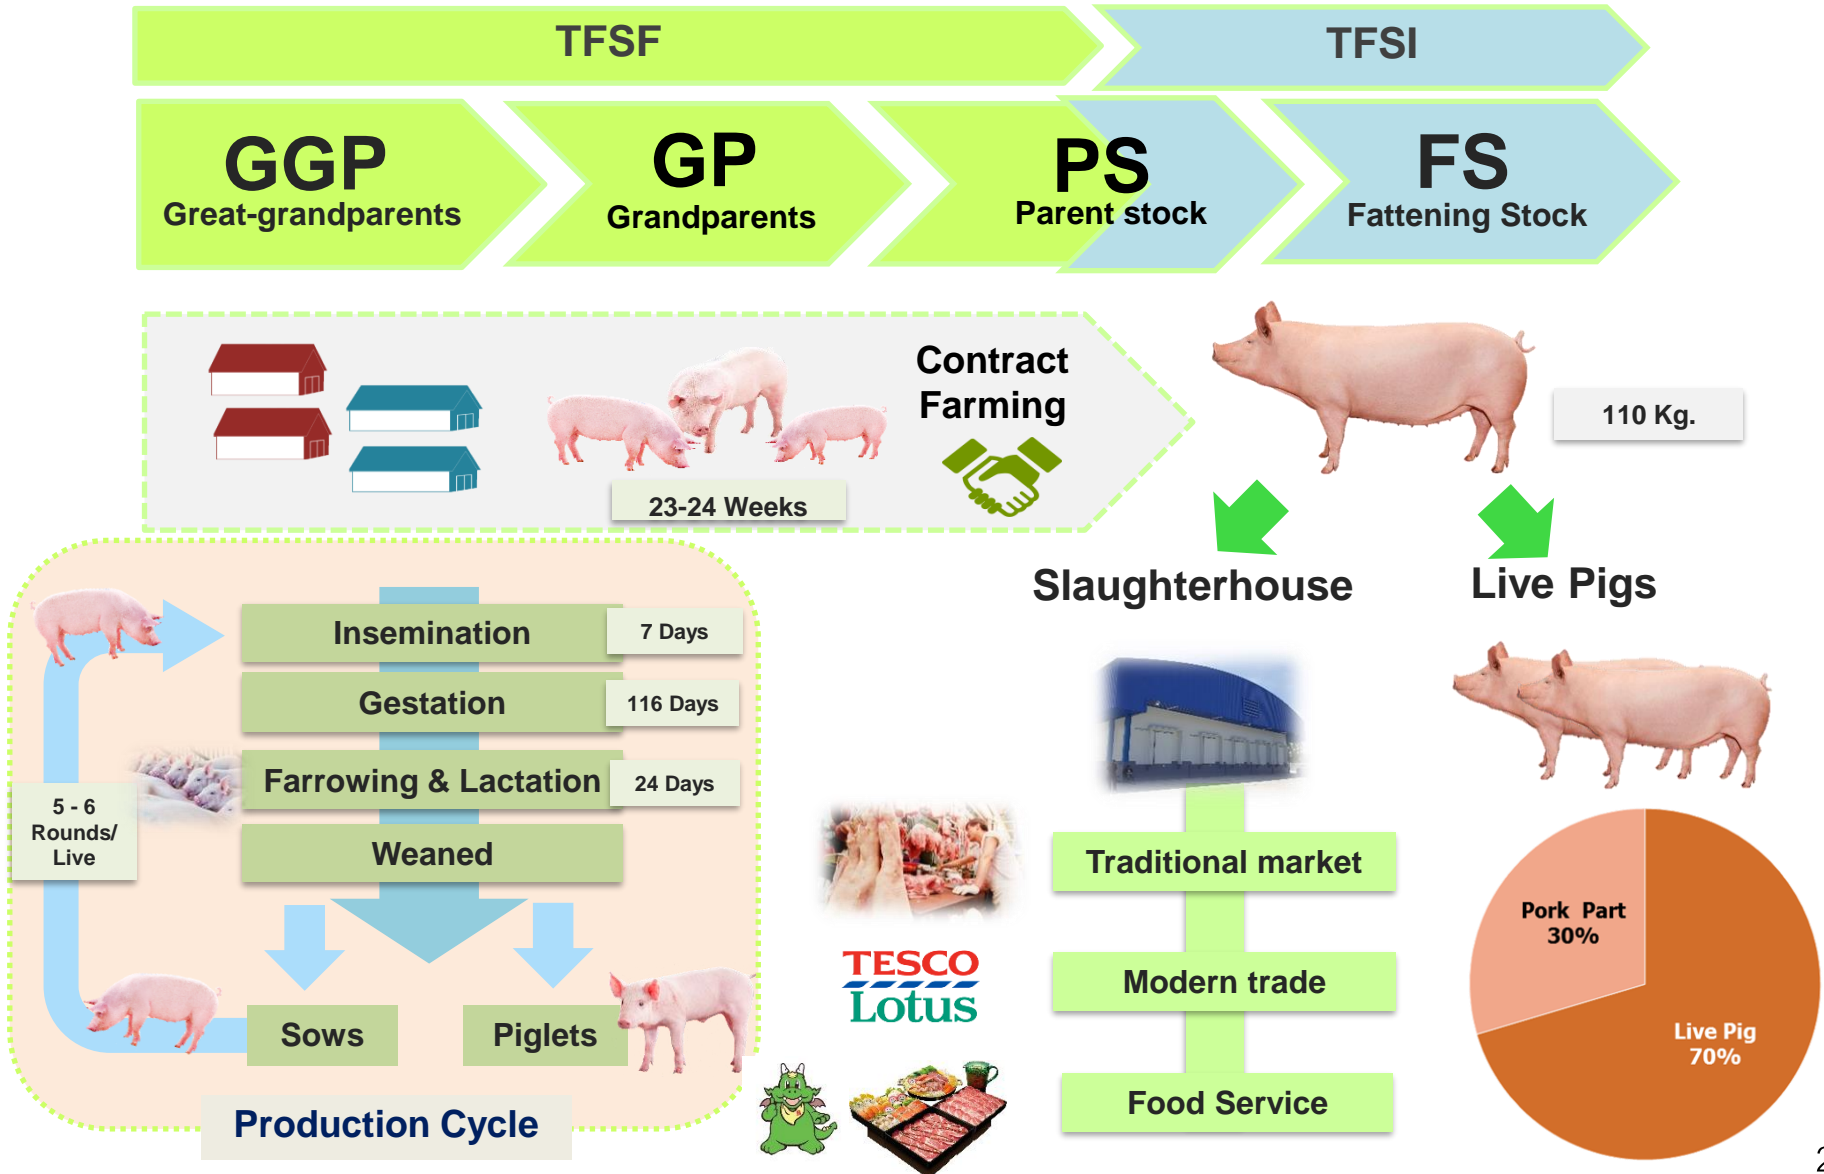 TFSF
TFSI
GGP
Great-grandparents
GP
Grandparents
PS
Parent stock
FS
Fattening Stock
Contract
Farming
23-24 Weeks
110 Kg.
Slaughterhouse
Live Pigs
Insemination
7 Days
Gestation
116 Days
Farrowing & Lactation
24 Days
Weaned
5 - 6
Rounds/
Live
Sows
Piglets
Production Cycle
Traditional market
TESCO
Lotus
Modern trade
Food Service
Pork Part
30%
Live Pig
70%
2